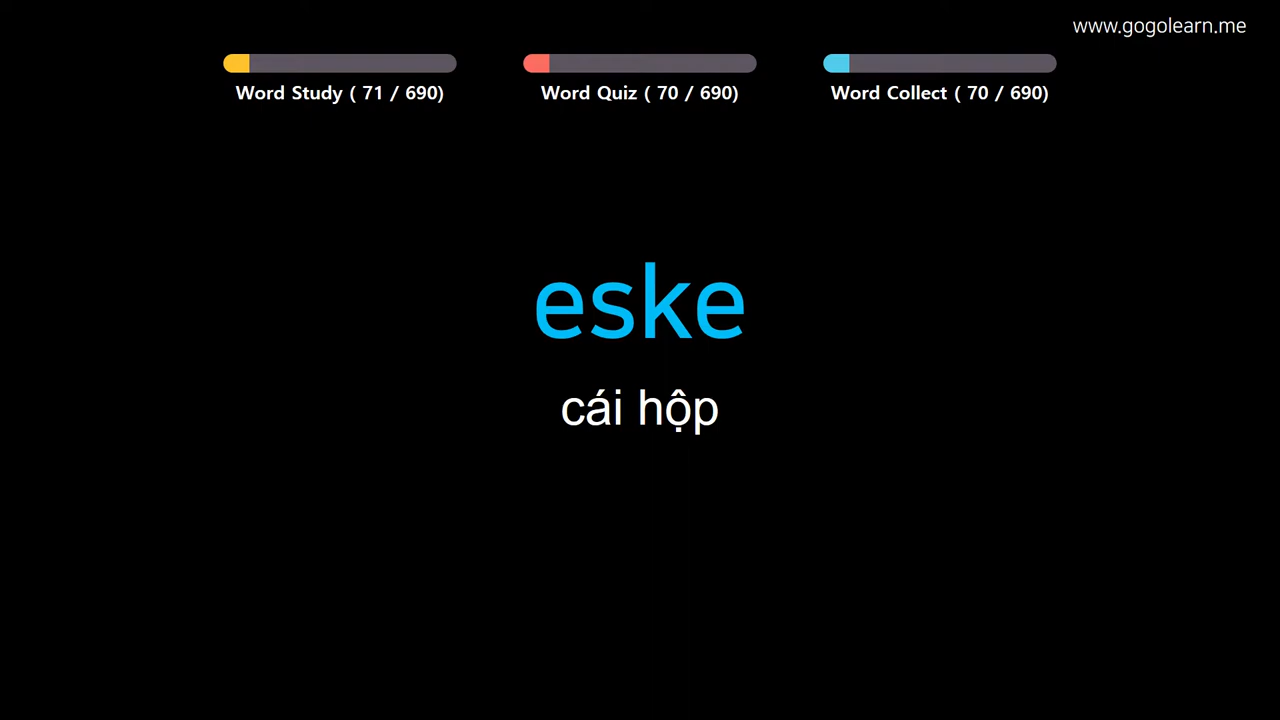 www.gogolearn.me
Word Study ( 71 / 690)
Word Quiz ( 70 / 690)
Word Collect ( 70 / 690)
eske
cái hộp